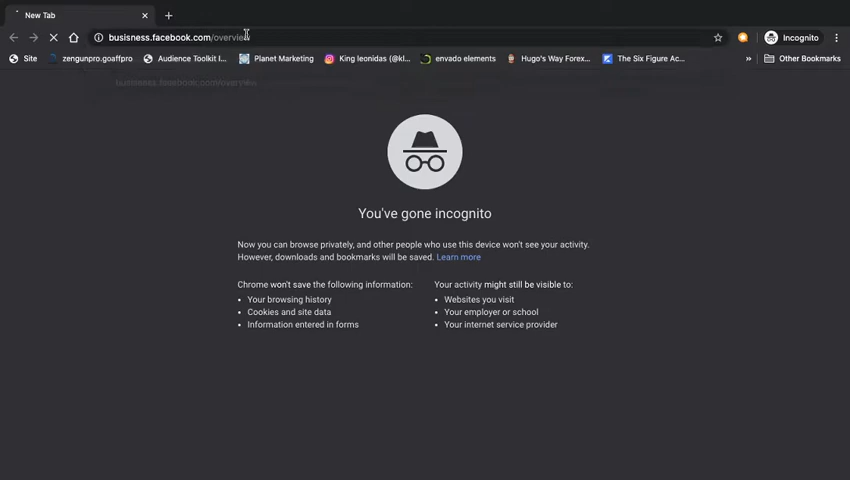 New Tab
busisness.facebook.com/overview
Incognito
Site zengunpro.goaffpro Audience Toolkit I... Planet Marketing King leonidas (@kl... envado elements Hugo's Way Forex... The Six Figure Ac... » Other Bookmarks
busisness.facebook.com/overview
You've gone incognito
Now you can browse privately, and other people who use this device won't see your activity.
However, downloads and bookmarks will be saved. Learn more
Chrome won't save the following information:
• Your browsing history
• Cookies and site data
• Information entered in forms
Your activity might still be visible to:
• Websites you visit
• Your employer or school
• Your internet service provider